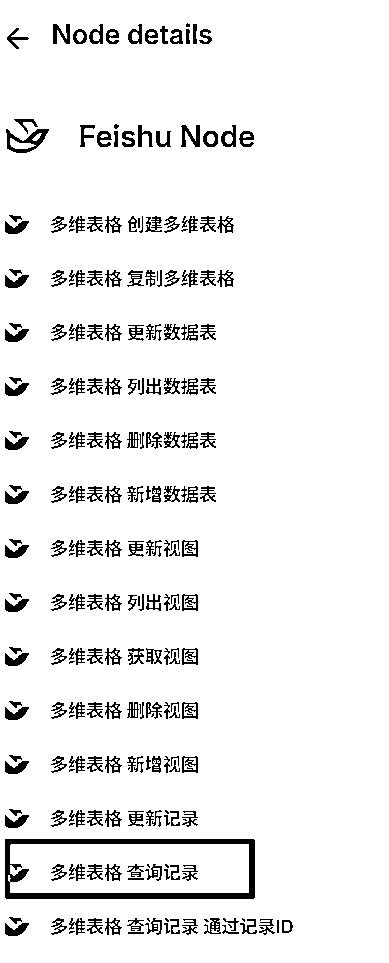 Node details
Feishu Node
多维表格 创建多维表格
多维表格 复制多维表格
多维表格 更新数据表
多维表格 列出数据表
多维表格 删除数据表
多维表格 新增数据表
多维表格 更新视图
多维表格 列出视图
多维表格 获取视图
多维表格 删除视图
多维表格 新增视图
多维表格 更新记录
多维表格 查询记录
多维表格 查询记录 通过记录ID